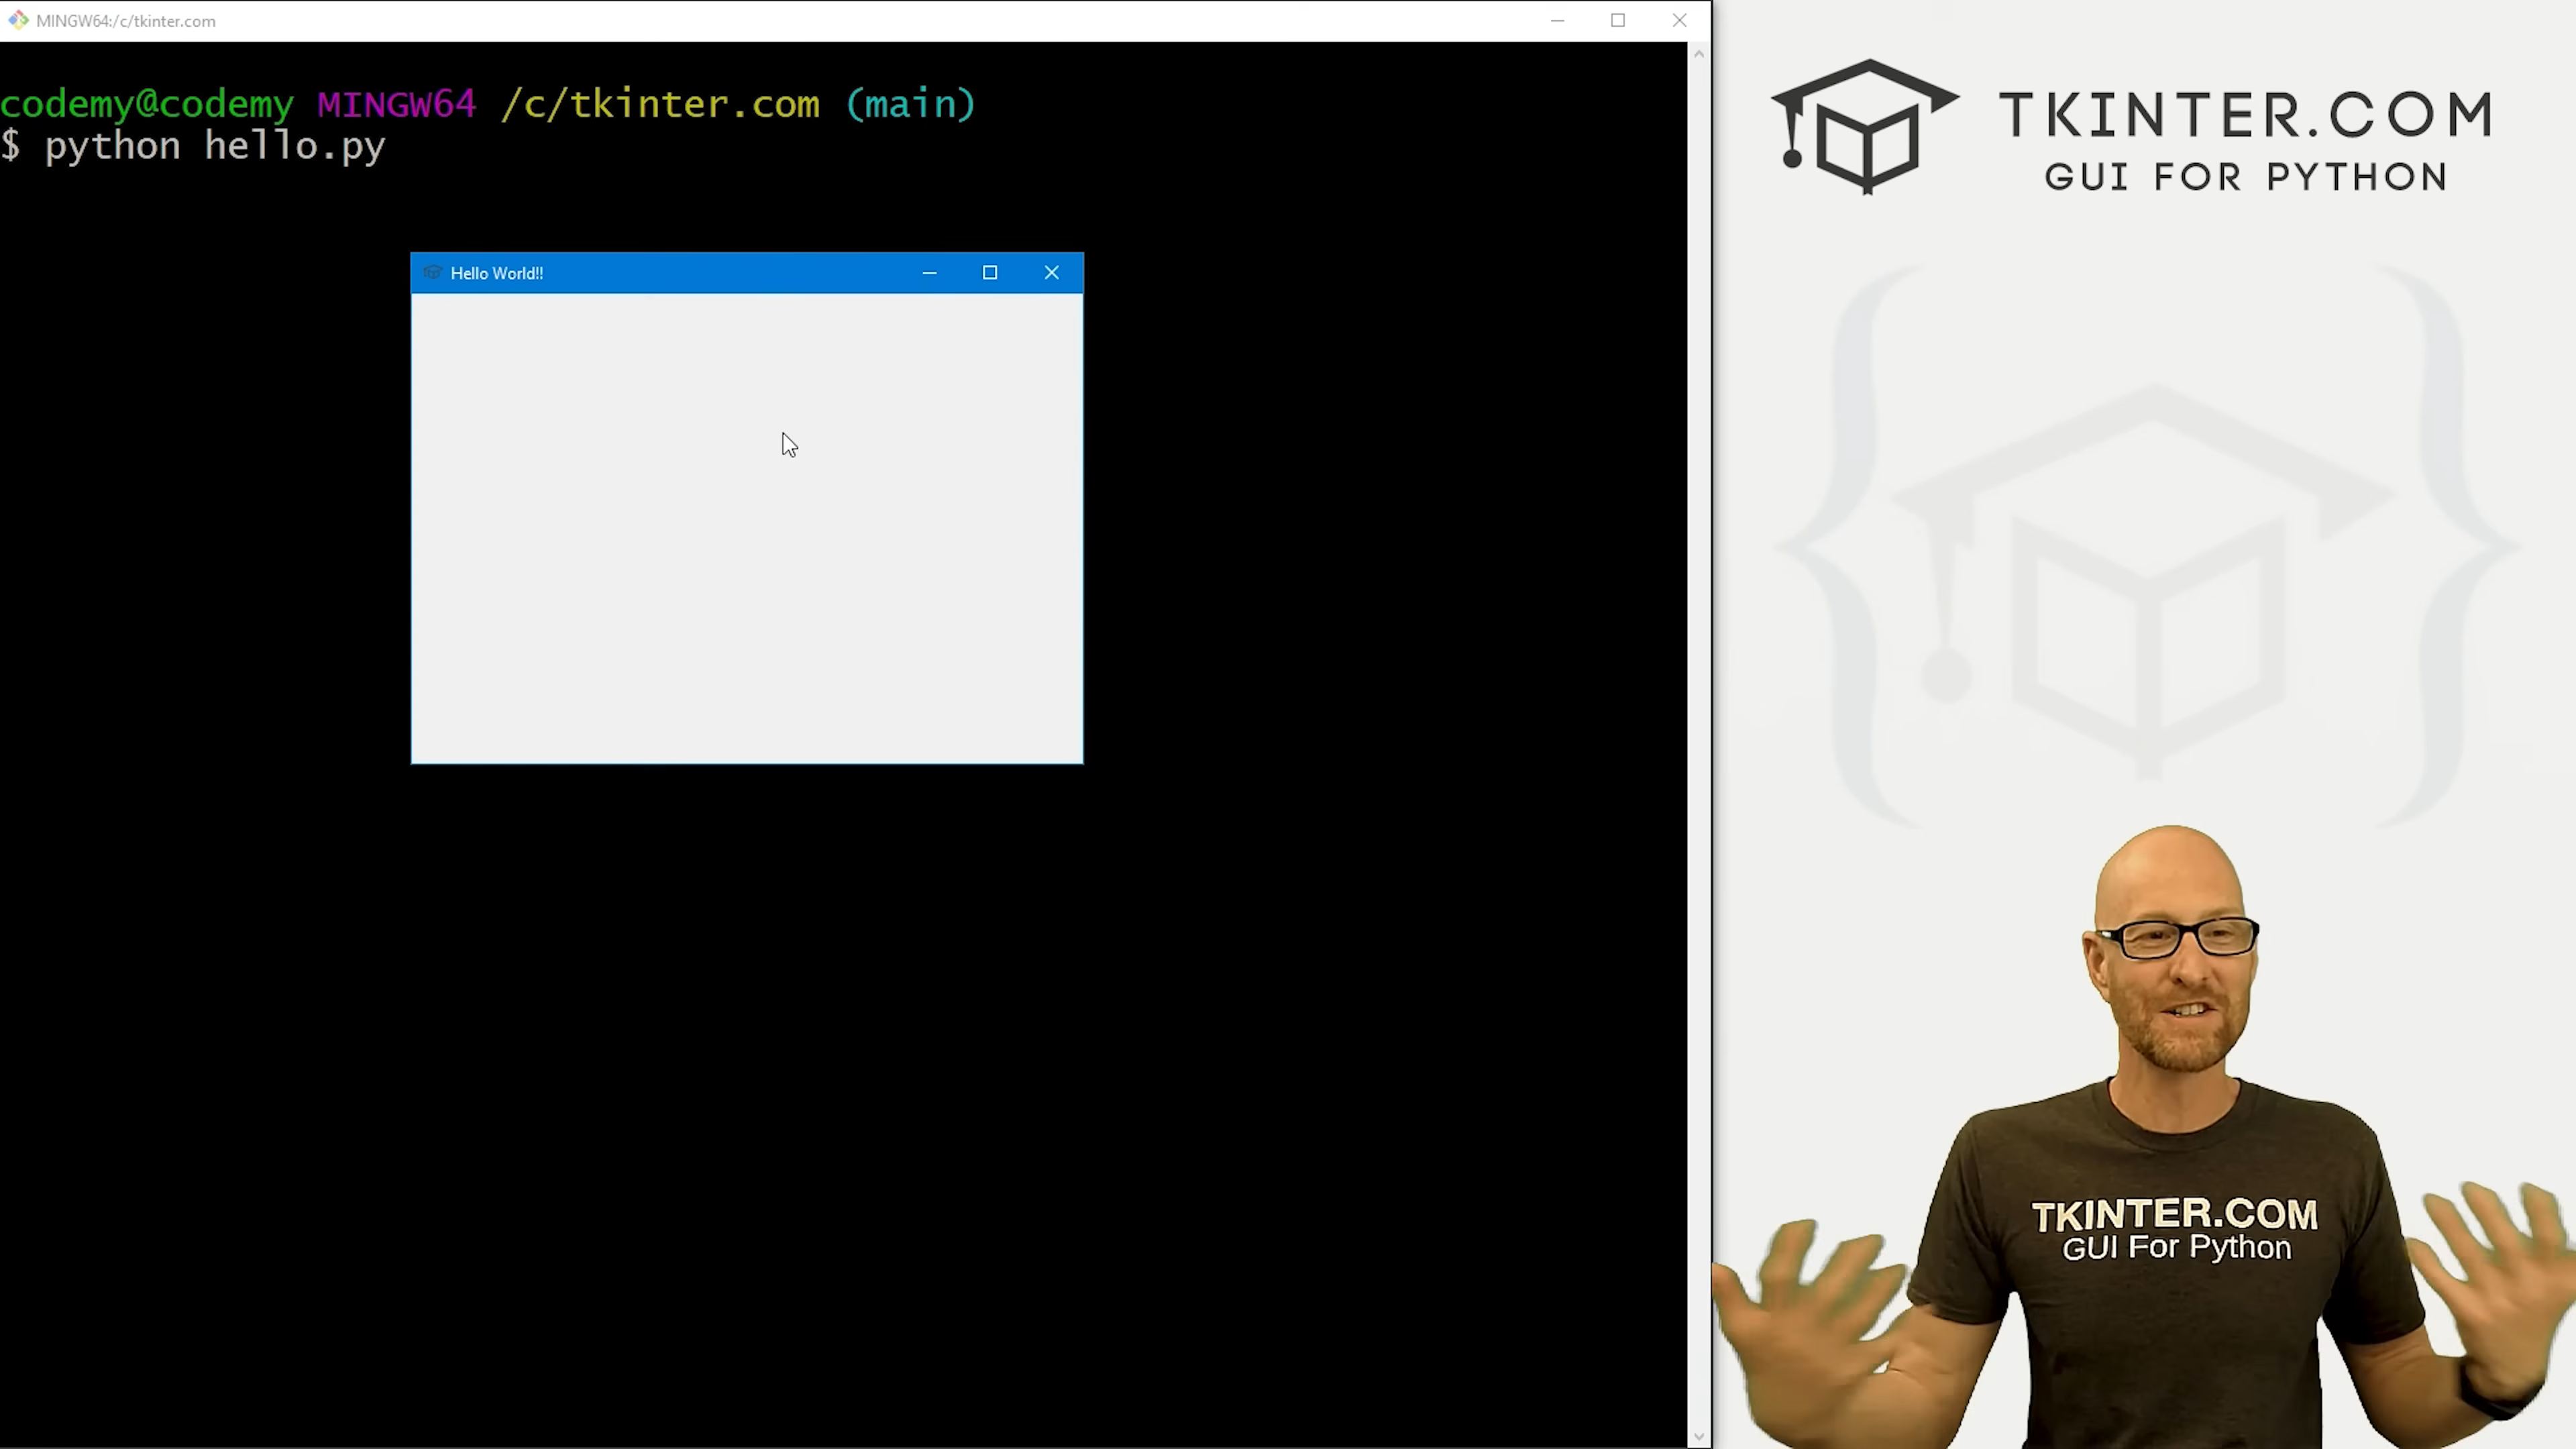 MINGW64:/c/tkinter.com
codemy@codemy MINGW64 /c/tkinter.com (main)
$ python hello.py
Hello World!!
TKINTER.COM
GUI FOR PYTHON
TKINTER.COM
GUI For Python